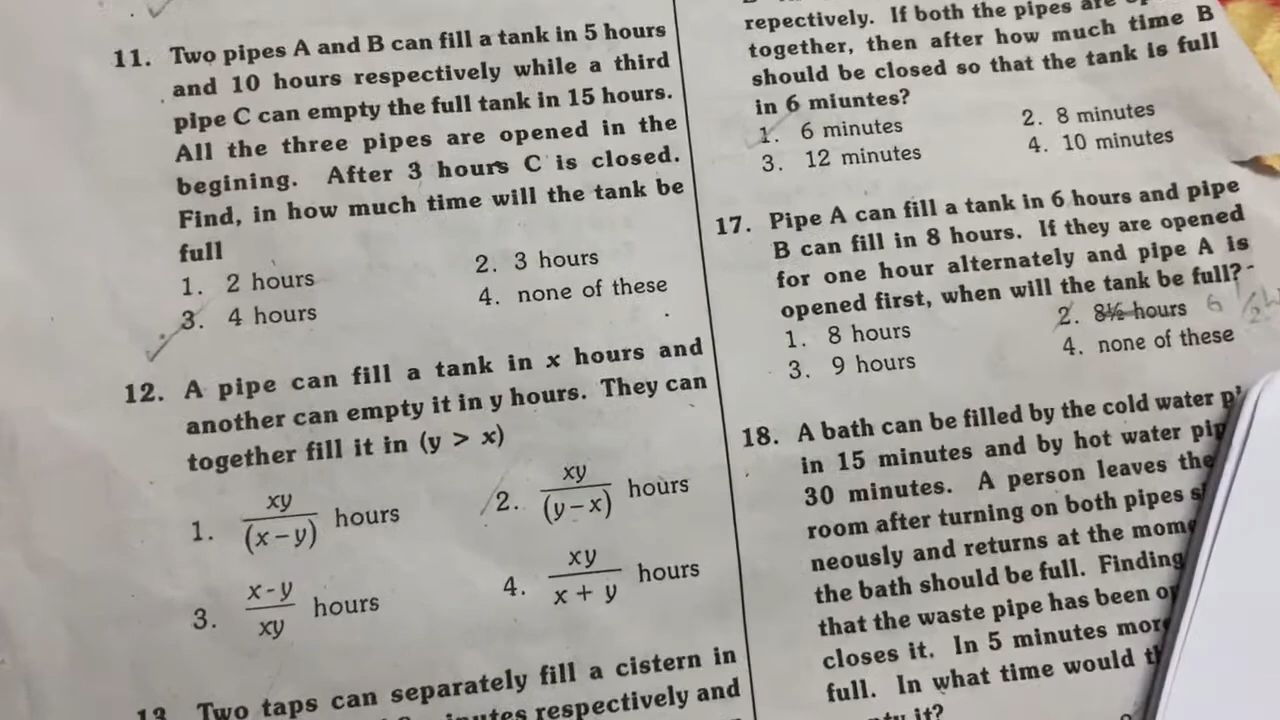 11. Two pipes A and B can fill a tank in 5 hours
and 10 hours respectively while a third
pipe C can empty the full tank in 15 hours.
All the three pipes are opened in the
begining. After 3 hours C is closed.
Find, in how much time will the tank be
full
1. 2 hours 2. 3 hours
3. 4 hours 4. none of these
12. A pipe can fill a tank in x hours and
another can empty it in y hours. They can
together fill it in (y > x)
1. xy/(x-y) hours 2. xy/(y-x) hours
3. x-y/xy hours 4. xy/x + y hours
Two taps can separately fill a cistern in
respectively and
repectively. If both the pipes are
together, then after how much time B
should be closed so that the tank is full
in 6 miuntes?
1. 6 minutes 2. 8 minutes
3. 12 minutes 4. 10 minutes
17. Pipe A can fill a tank in 6 hours and pipe
B can fill in 8 hours. If they are opened
for one hour alternately and pipe A is
opened first, when will the tank be full?
1. 8 hours 2. 8½ hours 6
3. 9 hours 4. none of these
18. A bath can be filled by the cold water
in 15 minutes and by hot water
30 minutes. A person leaves the
room after turning on both pipes
neously and returns at the
the bath should be full. Finding
that the waste pipe has been
closes it. In 5 minutes
full. In what time would
it?